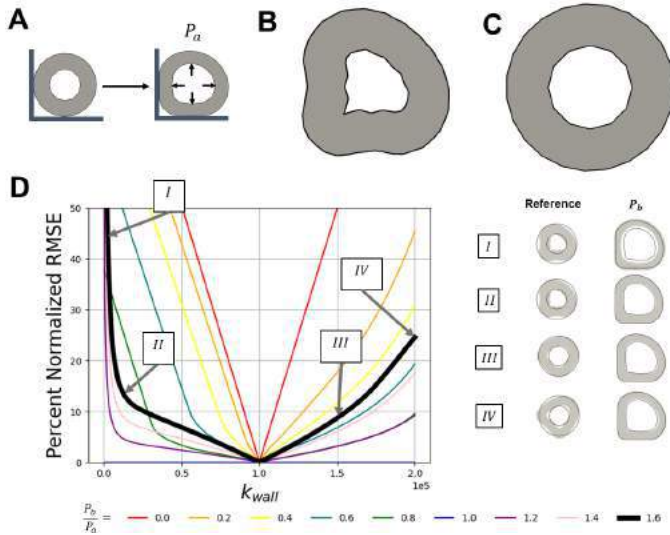 A
P_a
B
C
D
Percent Normalized RMSE
50
40
30
20
10
0
I
II
III
IV
0.0 0.5 1.0 1.5 2.0
1e5
k_wall
Reference P_b
I
II
III
IV
P_b/P_a = 0.0 0.2 0.4 0.6 0.8 1.0 1.2 1.4 1.6